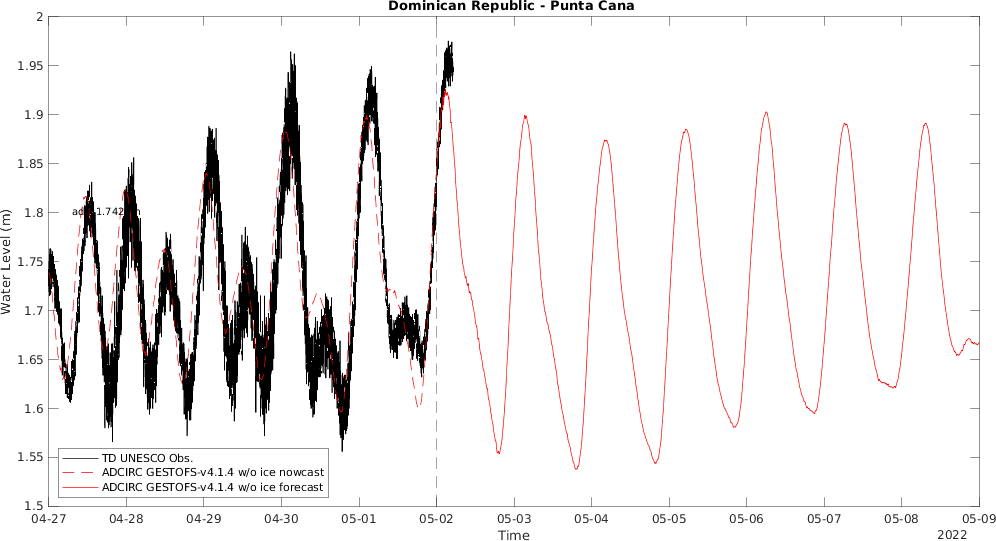 Dominican Republic - Punta Cana
Water Level (m)
2
1.95
1.9
1.85
1.8
1.75
1.7
1.65
1.6
1.55
1.5
1.742
TD UNESCO Obs.
ADCIRC GESTOFS-v4.1.4 w/o ice nowcast
ADCIRC GESTOFS-v4.1.4 w/o ice forecast
04-27 04-28 04-29 04-30 05-01 05-02 05-03 05-04 05-05 05-06 05-07 05-08 05-09
Time
2022